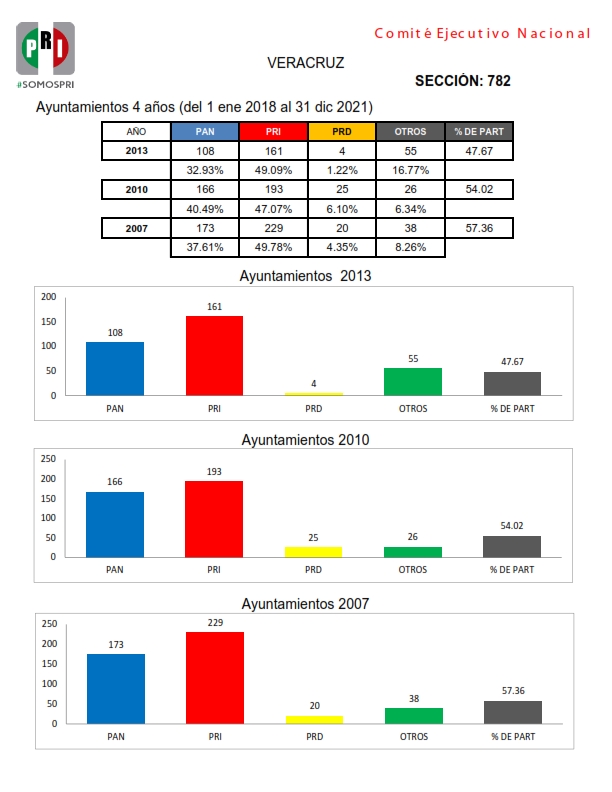 PRI
#SOMOSPRI
Comité Ejecutivo Nacional
VERACRUZ
SECCIÓN: 782
Ayuntamientos 4 años (del 1 ene 2018 al 31 dic 2021)
AÑO PAN PRI PRD OTROS % DE PART
2013 108 161 4 55 47.67
32.93% 49.09% 1.22% 16.77%
2010 166 193 25 26 54.02
40.49% 47.07% 6.10% 6.34%
2007 173 229 20 38 57.36
37.61% 49.78% 4.35% 8.26%
Ayuntamientos 2013
200
150
100
50
0
108 161 4 55 47.67
PAN PRI PRD OTROS % DE PART
Ayuntamientos 2010
250
200
150
100
50
0
166 193 25 26 54.02
PAN PRI PRD OTROS % DE PART
Ayuntamientos 2007
250
200
150
100
50
0
173 229 20 38 57.36
PAN PRI PRD OTROS % DE PART